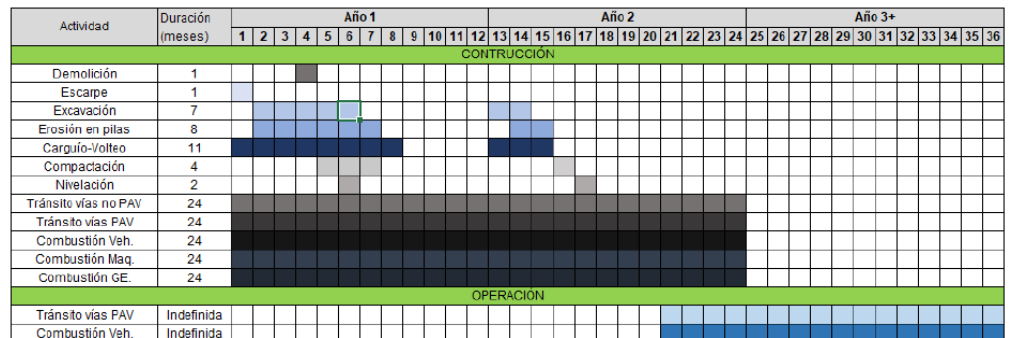 Actividad Duración (meses) Año 1 Año 2 Año 3+
1 2 3 4 5 6 7 8 9 10 11 12 13 14 15 16 17 18 19 20 21 22 23 24 25 26 27 28 29 30 31 32 33 34 35 36
CONTRUCCIÓN
Demolición 1
Escarpe 1
Excavación 7
Erosión en pilas 8
Carguío-Volteo 11
Compactación 4
Nivelación 2
Tránsito vías no PAV 24
Tránsito vías PAV 24
Combustión Veh. 24
Combustión Maq. 24
Combustión GE. 24
OPERACIÓN
Tránsito vías PAV Indefinida
Combustión Veh. Indefinida